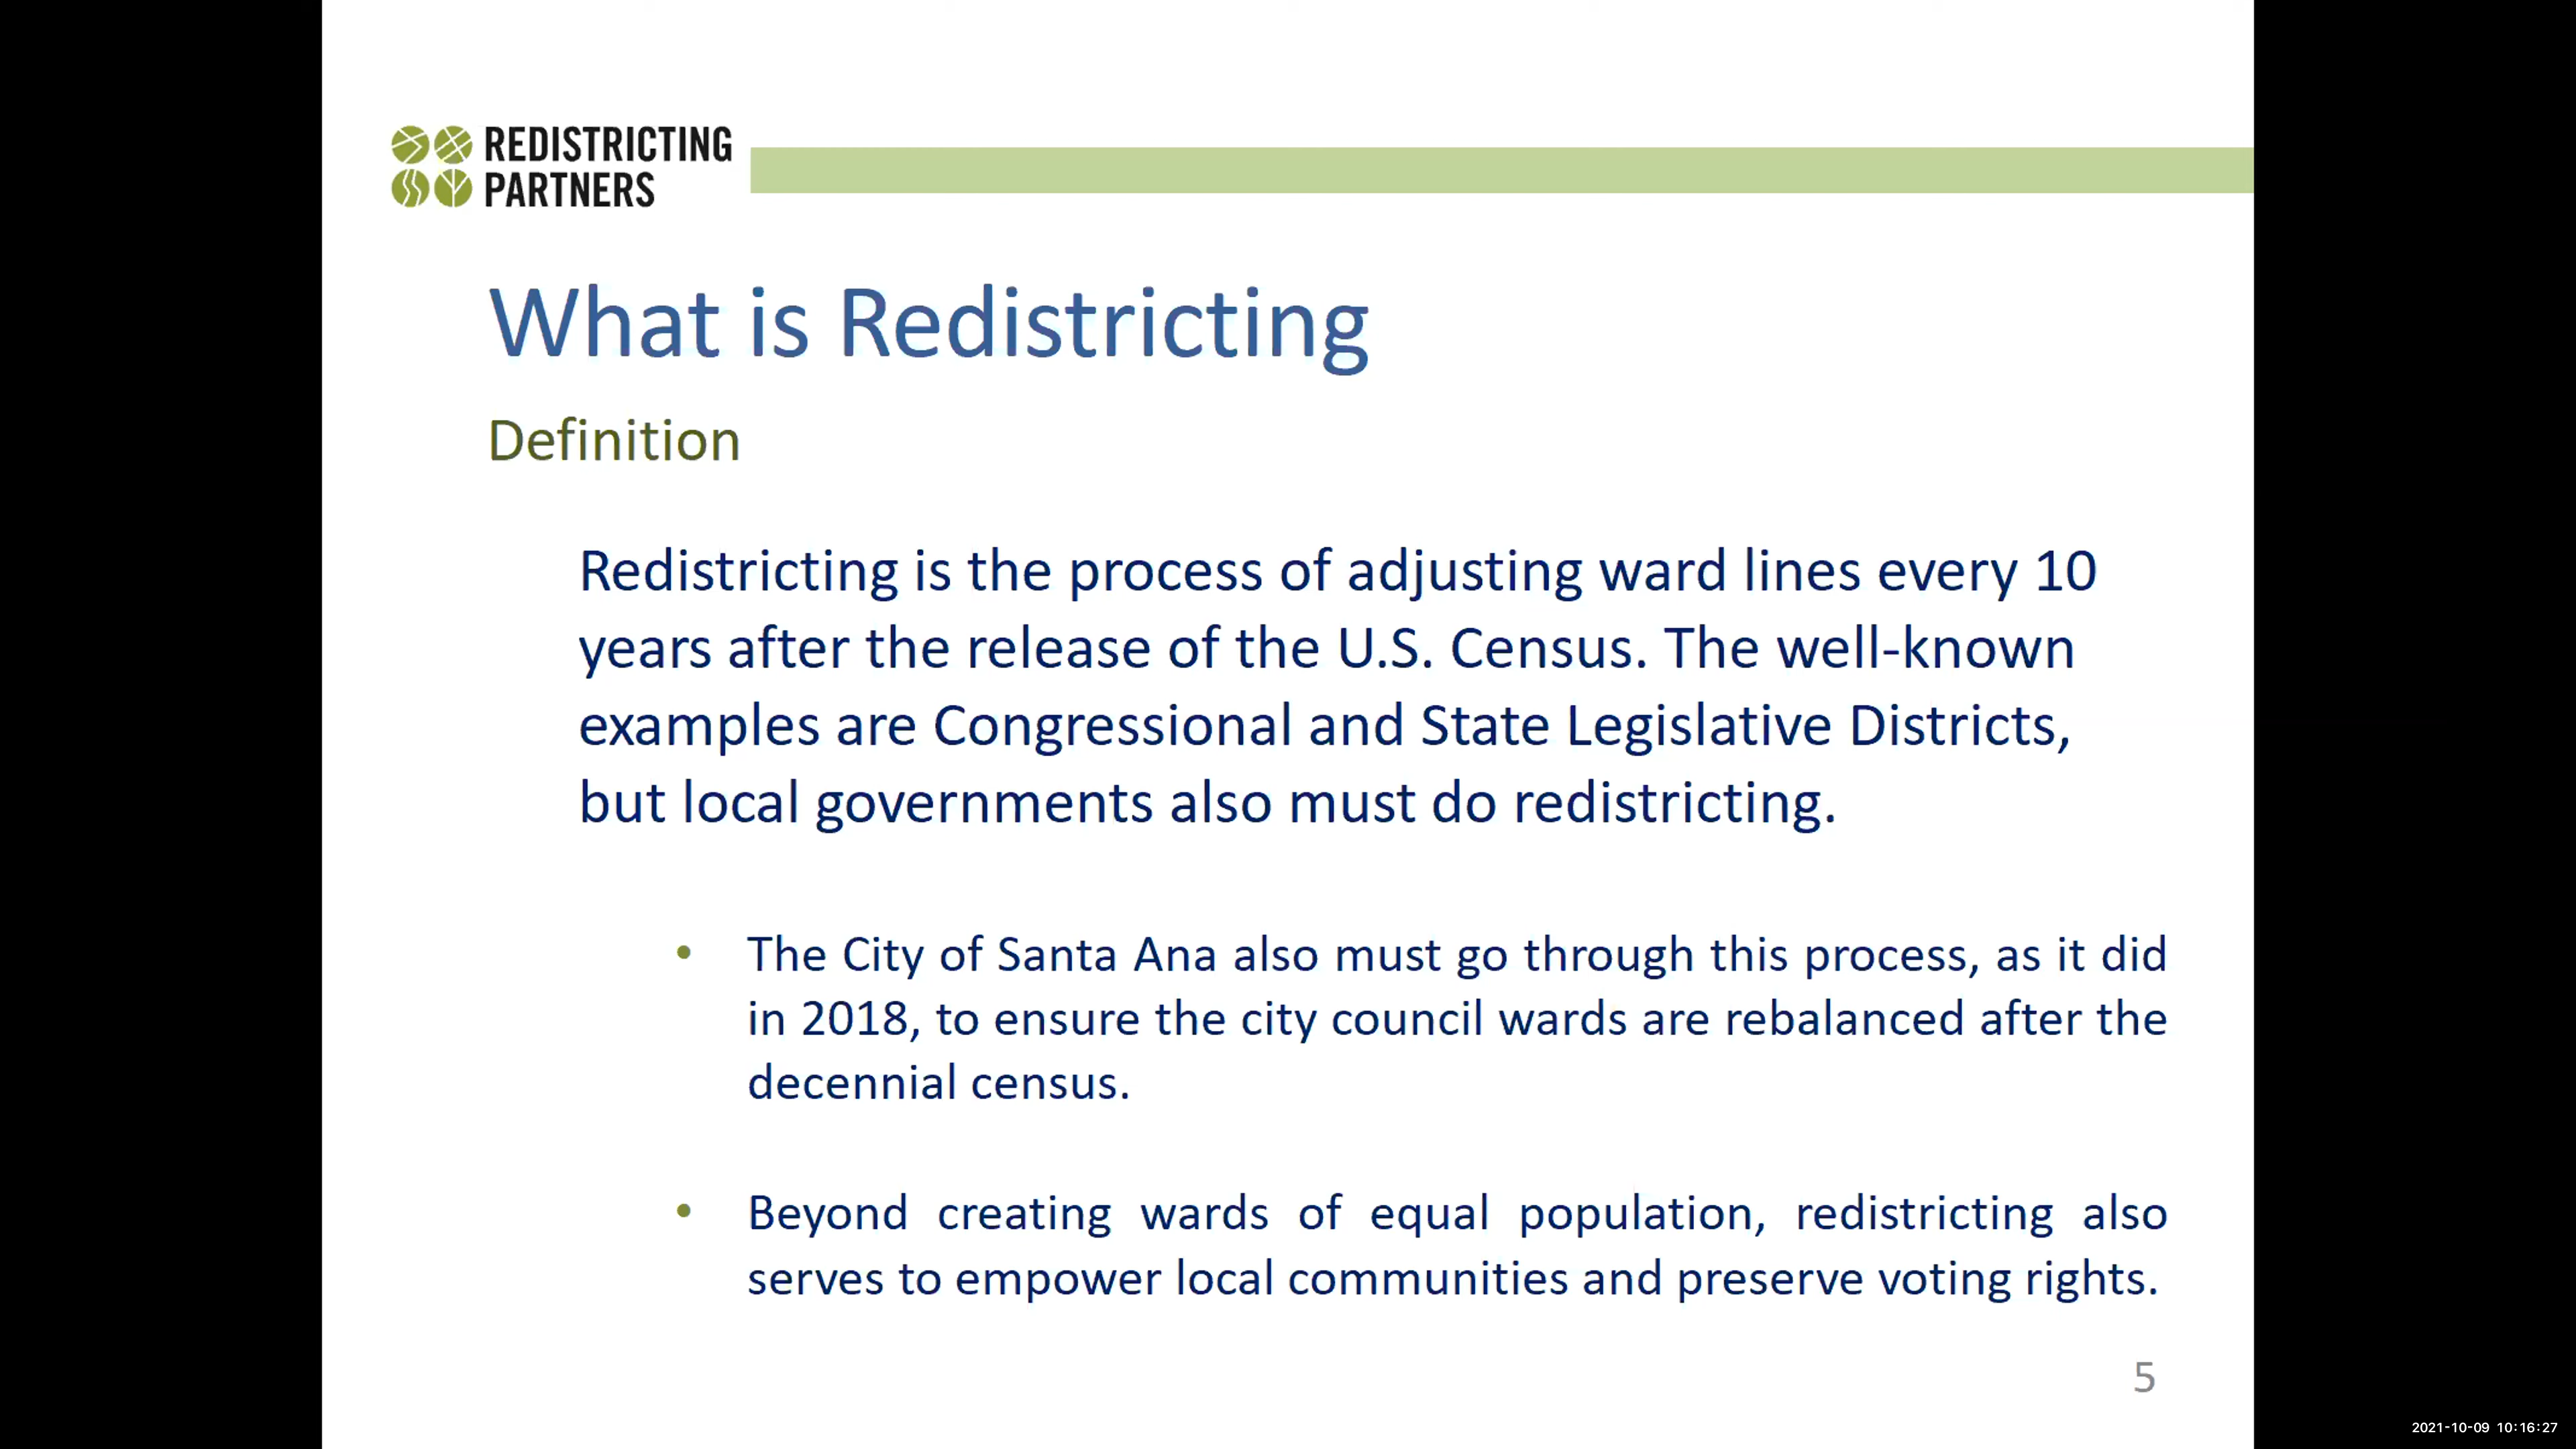 REDISTRICTING
PARTNERS
What is Redistricting
Definition
Redistricting is the process of adjusting ward lines every 10
years after the release of the U.S. Census. The well-known
examples are Congressional and State Legislative Districts,
but local governments also must do redistricting.
• The City of Santa Ana also must go through this process, as it did
in 2018, to ensure the city council wards are rebalanced after the
decennial census.
• Beyond creating wards of equal population, redistricting also
serves to empower local communities and preserve voting rights.
5
2021-10-09 10:16:27